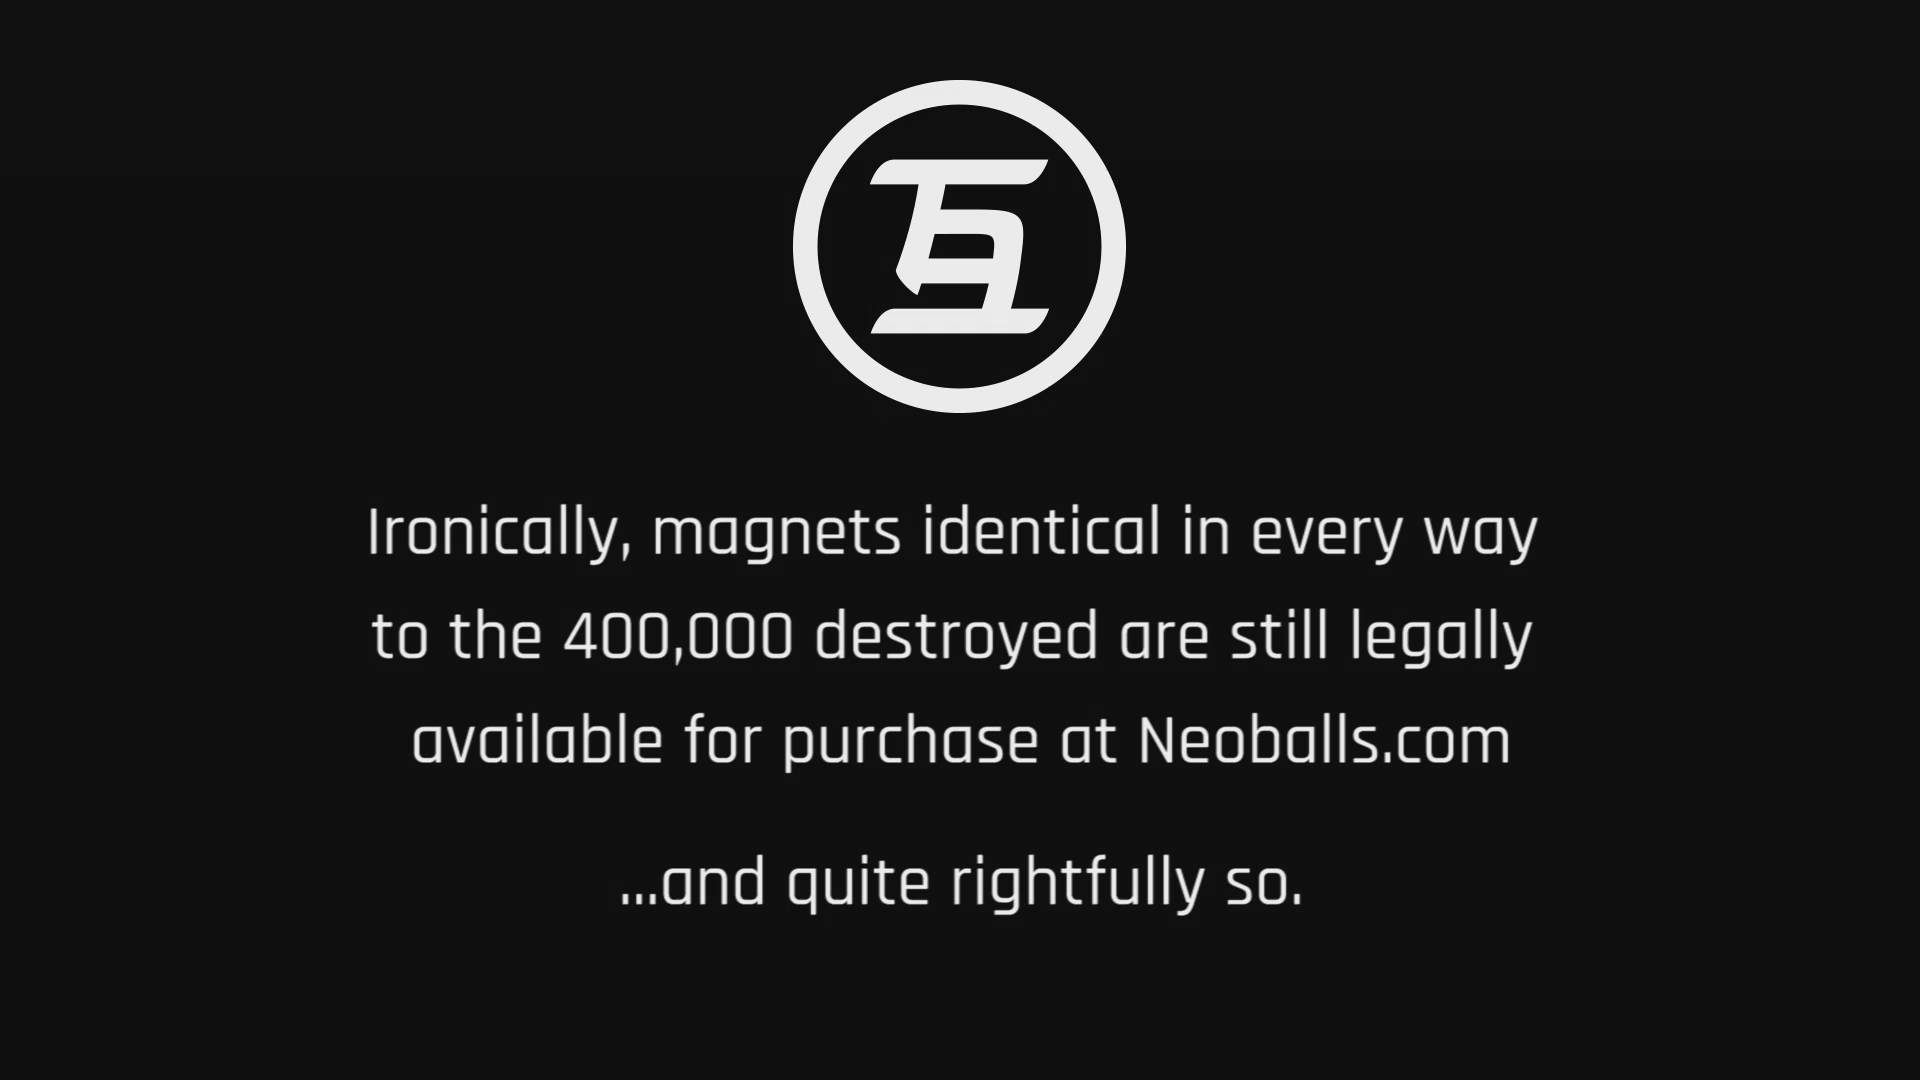 互
Ironically, magnets identical in every way
to the 400,000 destroyed are still legally
available for purchase at Neoballs.com
...and quite rightfully so.